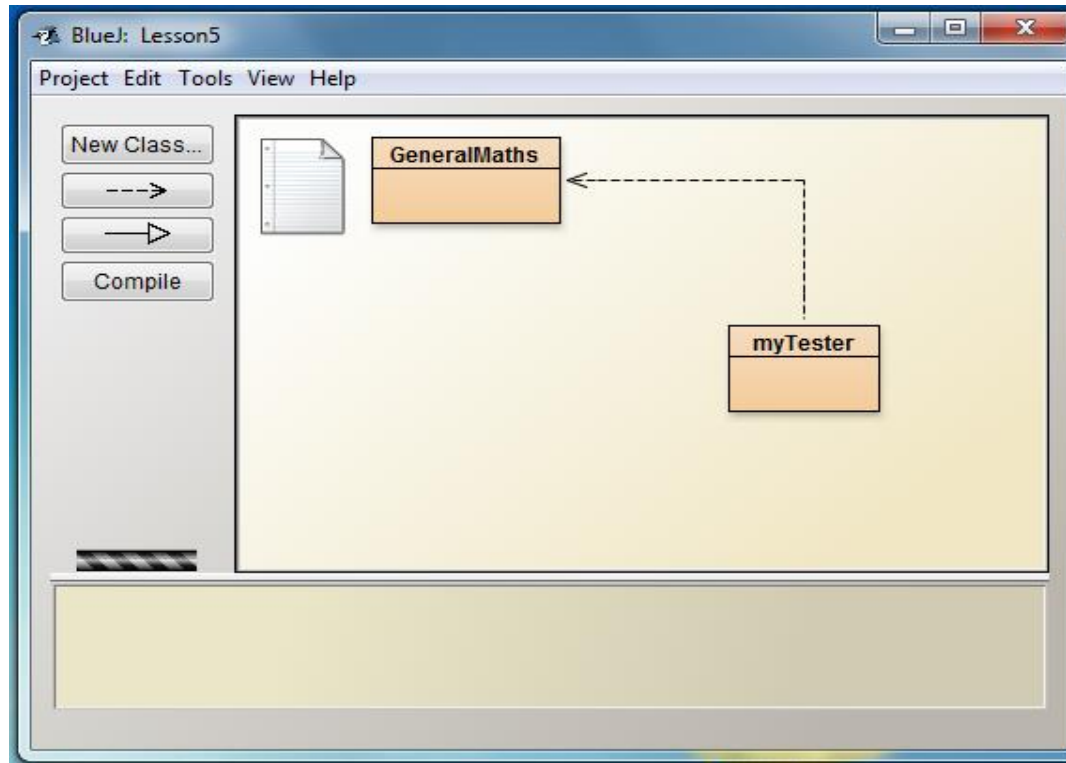 BlueJ: Lesson5
Project Edit Tools View Help
New Class...
Compile
GeneralMaths
myTester